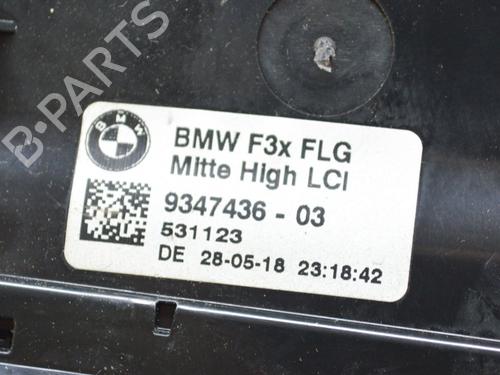 B-PARTS
BMW
BMW F3x FLG
Mitte High LCI
9347436 - 03
531123
DE 28-05-18 23:18:42